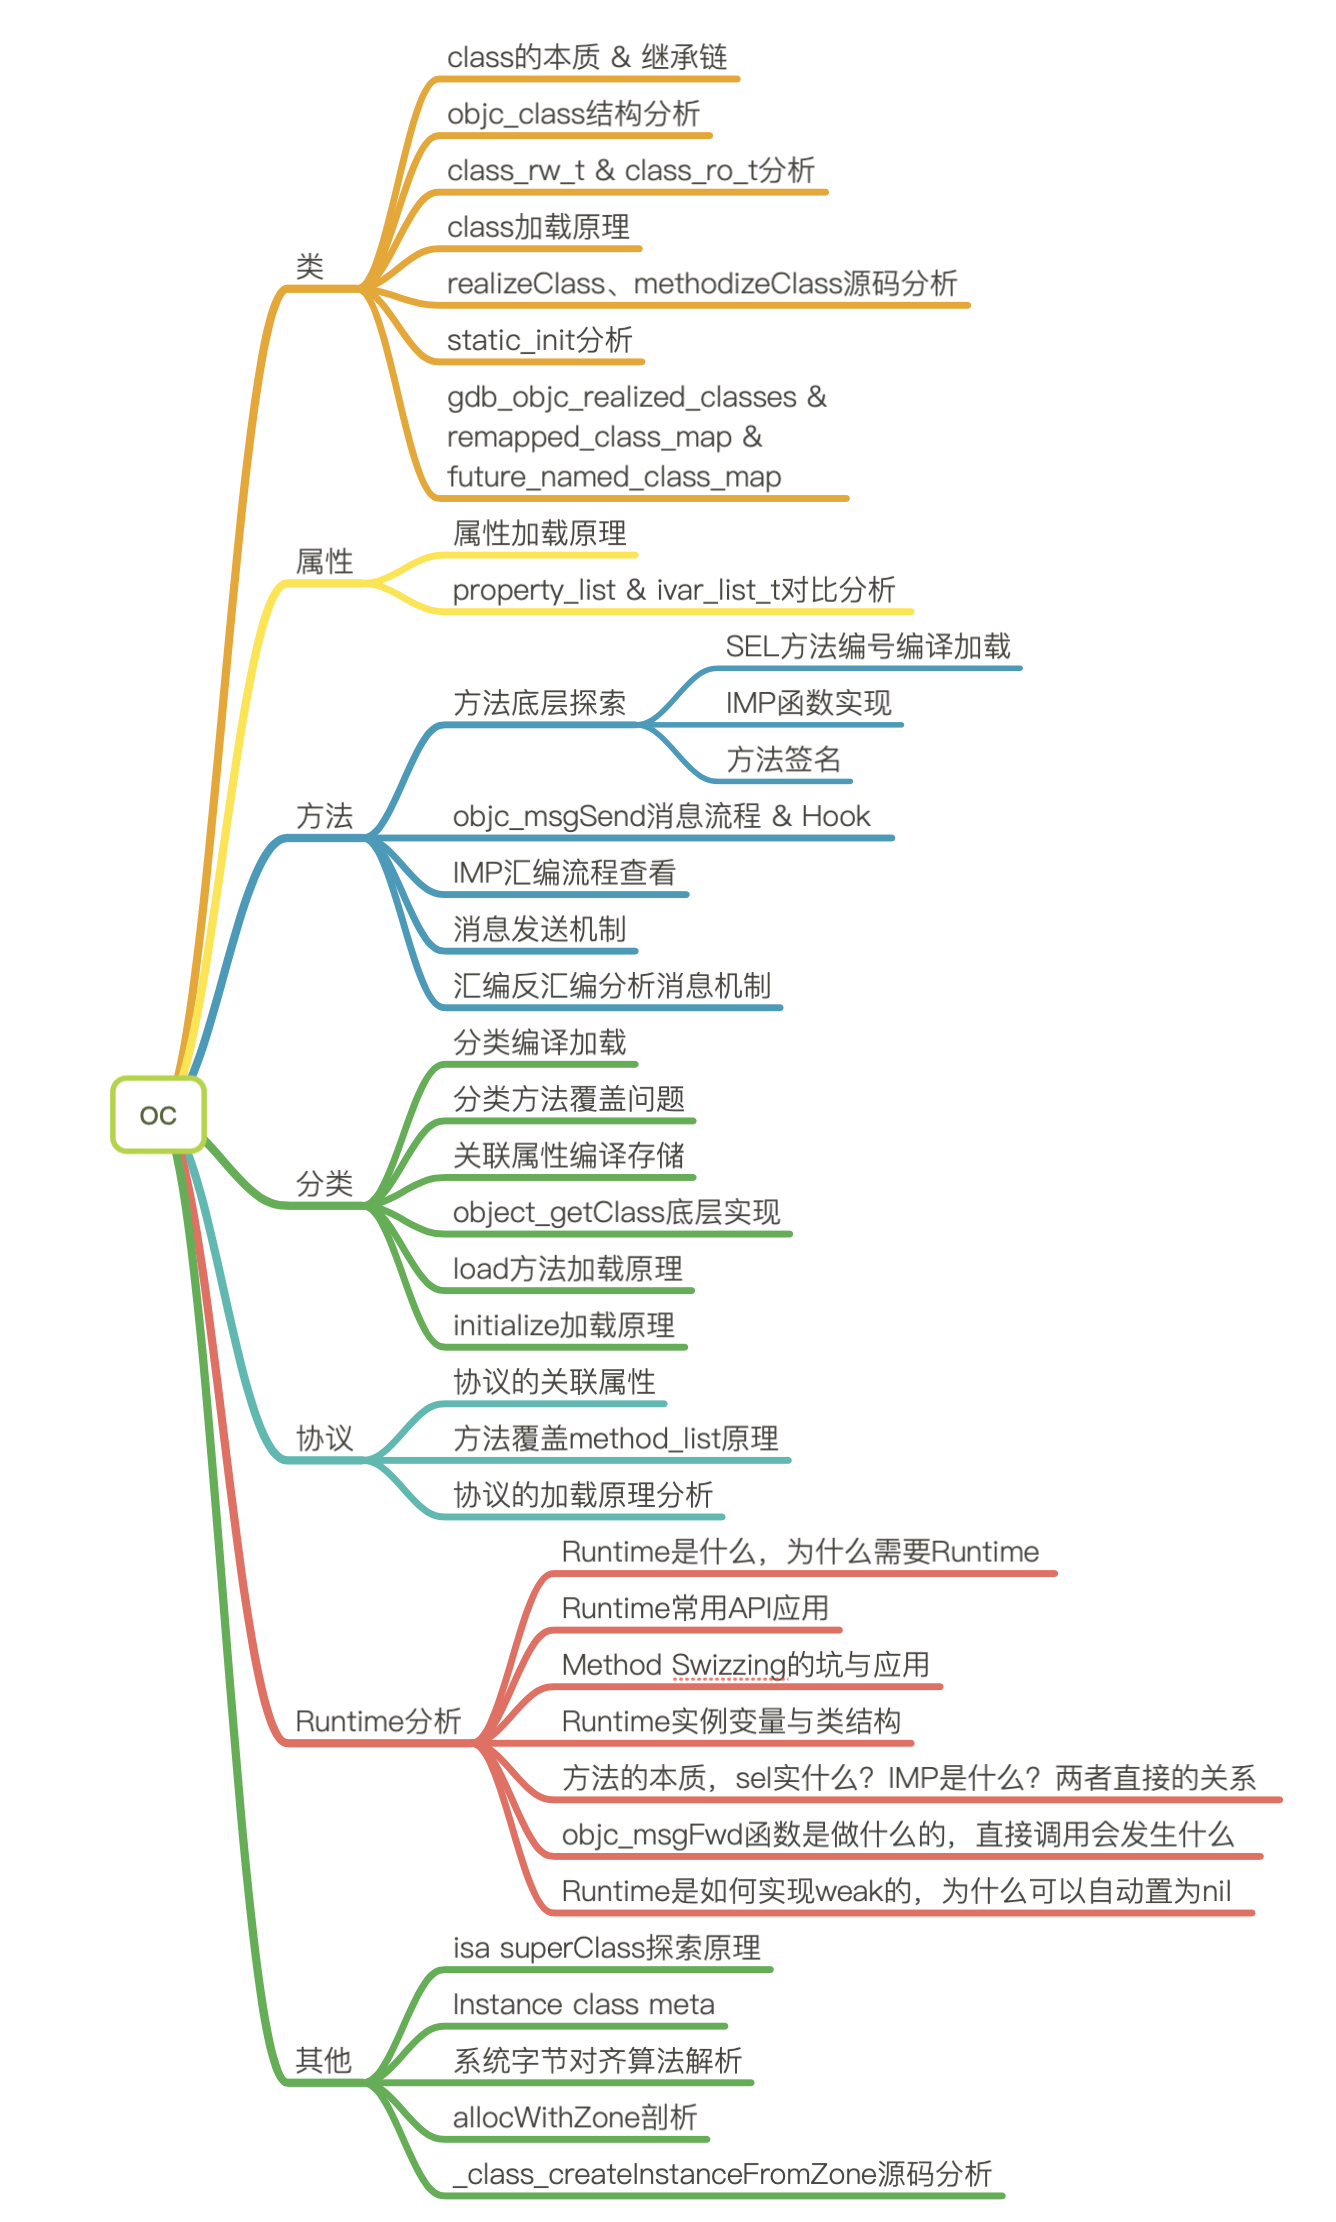 class的本质 & 继承链
objc_class结构分析
class_rw_t & class_ro_t分析
class加载原理
类
realizeClass、methodizeClass源码分析
static_init分析
gdb_objc_realized_classes &
remapped_class_map &
future_named_class_map
属性加载原理
属性
property_list & ivar_list_t对比分析
SEL方法编号编译加载
方法底层探索
IMP函数实现
方法签名
方法
objc_msgSend消息流程 & Hook
IMP汇编流程查看
消息发送机制
汇编反汇编分析消息机制
分类编译加载
分类方法覆盖问题
oc
关联属性编译存储
分类
object_getClass底层实现
load方法加载原理
initialize加载原理
协议的关联属性
协议
方法覆盖method_list原理
协议的加载原理分析
Runtime是什么，为什么需要Runtime
Runtime常用API应用
Method Swizzing的坑与应用
Runtime分析
Runtime实例变量与类结构
方法的本质，sel实什么？IMP是什么？两者直接的关系
objc_msgFwd函数是做什么的，直接调用会发生什么
Runtime是如何实现weak的，为什么可以自动置为nil
isa superClass探索原理
Instance class meta
其他
系统字节对齐算法解析
allocWithZone剖析
_class_createInstanceFromZone源码分析